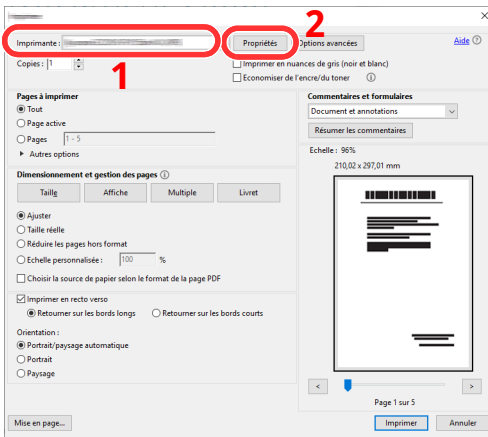 2
Imprimante :
Propriétés
Options avancées
Aide
1
Copies : 1
Imprimer en nuances de gris (noir et blanc)
Economiser de l'encre/du toner
Pages à imprimer
Tout
Page active
Pages 1 - 5
Autres options
Dimensionnement et gestion des pages
Taille Affiche Multiple Livret
Ajuster
Taille réelle
Réduire les pages hors format
Echelle personnalisée : 100 %
Choisir la source de papier selon le format de la page PDF
Imprimer en recto verso
Retourner sur les bords longs Retourner sur les bords courts
Orientation :
Portrait/paysage automatique
Portrait
Paysage
Commentaires et formulaires
Document et annotations
Résumer les commentaires
Echelle : 96%
210,02 x 297,01 mm
< >
Page 1 sur 5
Mise en page... Imprimer Annuler